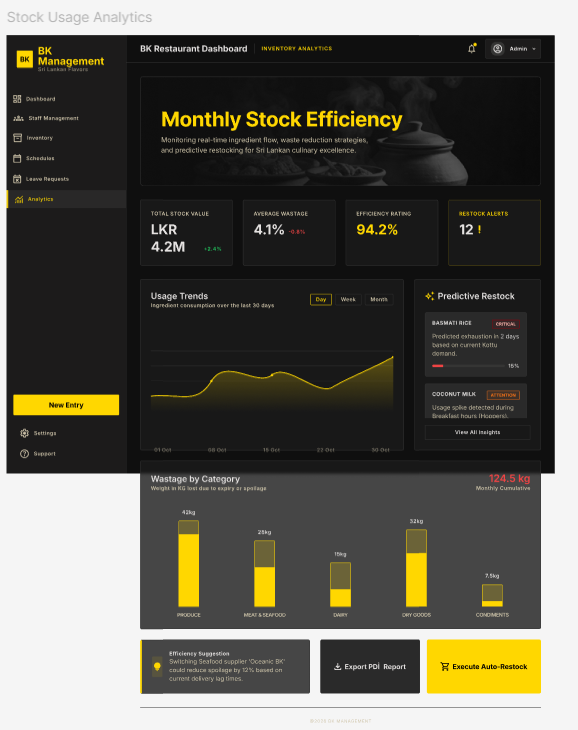 Stock Usage Analytics
BK
BK
Management
Sri Lankan Flavors
Dashboard
Staff Management
Inventory
Schedules
Leave Requests
Analytics
New Entry
Settings
Support
BK Restaurant Dashboard
INVENTORY ANALYTICS
Admin
Monthly Stock Efficiency
Monitoring real-time ingredient flow, waste reduction strategies,
and predictive restocking for Sri Lankan culinary excellence.
TOTAL STOCK VALUE
LKR
4.2M
+2.4%
AVERAGE WASTAGE
4.1% -0.8%
EFFICIENCY RATING
94.2%
RESTOCK ALERTS
12 !
Usage Trends
Ingredient consumption over the last 30 days
Day Week Month
01 Oct 08 Oct 15 Oct 22 Oct 30 Oct
Predictive Restock
BASMATI RICE CRITICAL
Predicted exhaustion in 2 days
based on current Kottu
demand.
15%
COCONUT MILK ATTENTION
Usage spike detected during
Breakfast hours (Hoppers).
View All Insights
Wastage by Category
Weight in KG lost due to expiry or spoilage
124.5 kg
Monthly Cumulative
42kg
25kg
15kg
32kg
7.5kg
PRODUCE MEAT & SEAFOOD DAIRY DRY GOODS CONDIMENTS
Efficiency Suggestion
Switching Seafood supplier 'Oceanic BK'
could reduce spoilage by 12% based on
current delivery lag times.
Export PDF Report
Execute Auto-Restock
©2023 BK MANAGEMENT